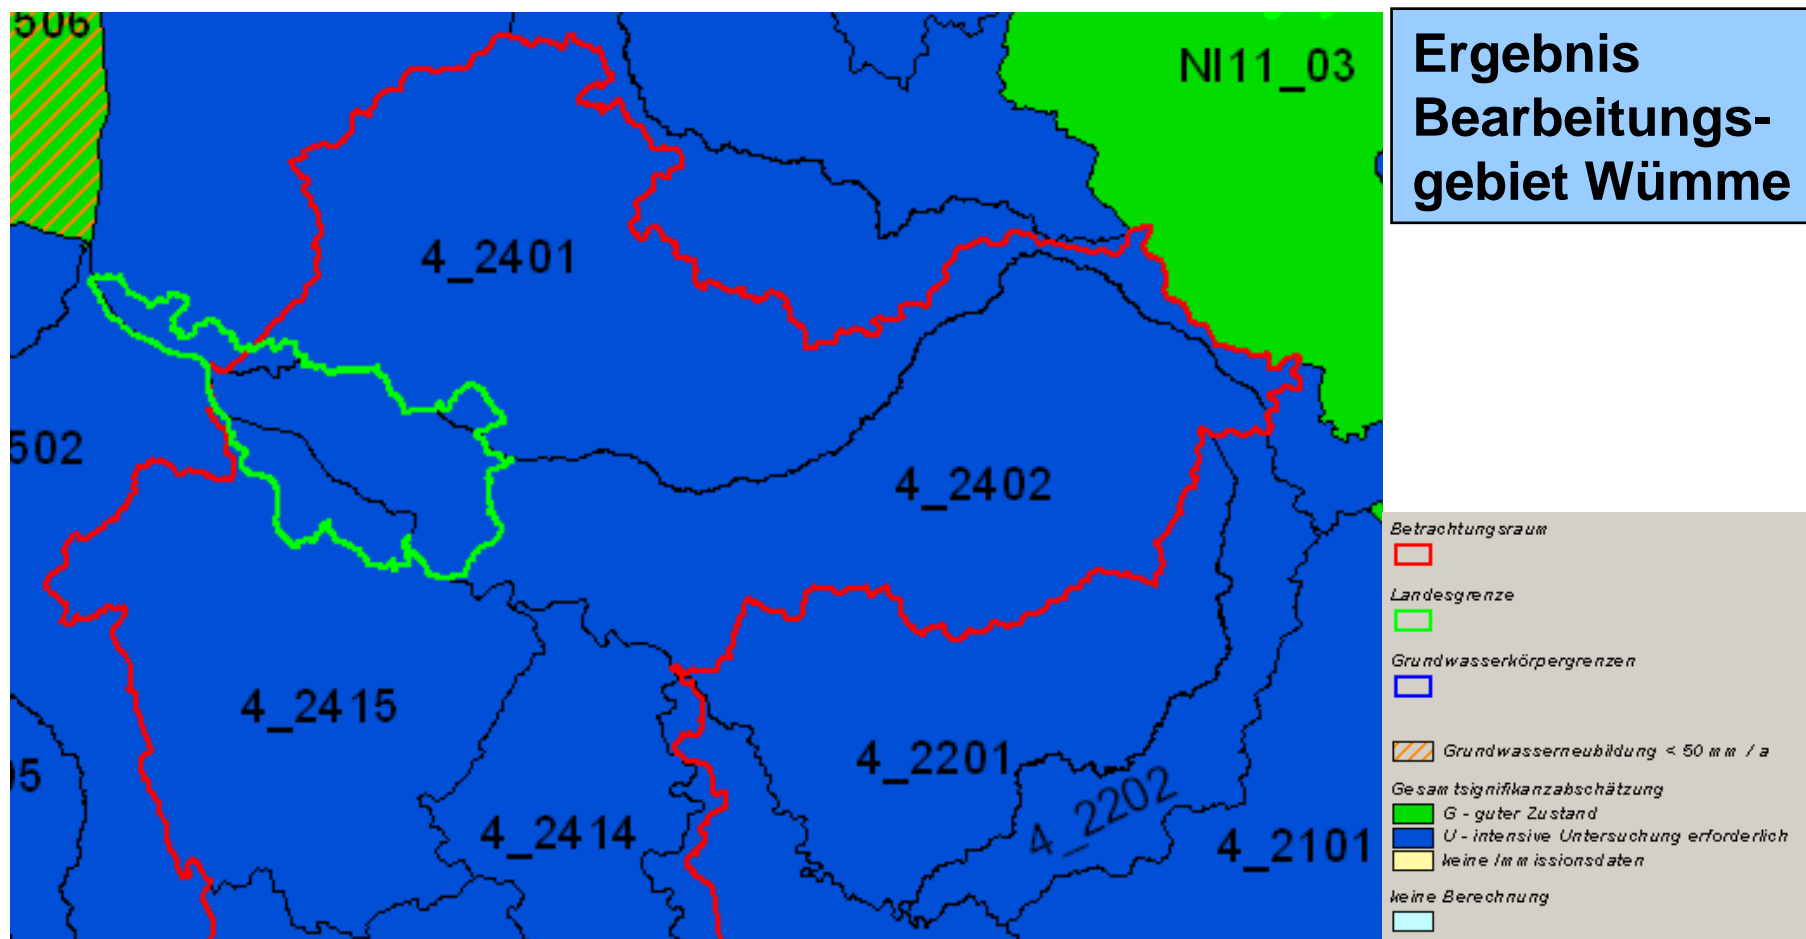 506
NI11_03
Ergebnis
Bearbeitungs-
gebiet Wümme
4_2401
502
4_2402
4_2415
4_2201
05
4_2202
4_2414
4_2101
Betrachtungsraum
Landesgrenze
Grundwasserkörpergrenzen
Grundwasserneubildung < 50 mm / a
Gesamtsignifikanzabschätzung
G - guter Zustand
U - intensive Untersuchung erforderlich
keine Immissionsdaten
keine Berechnung